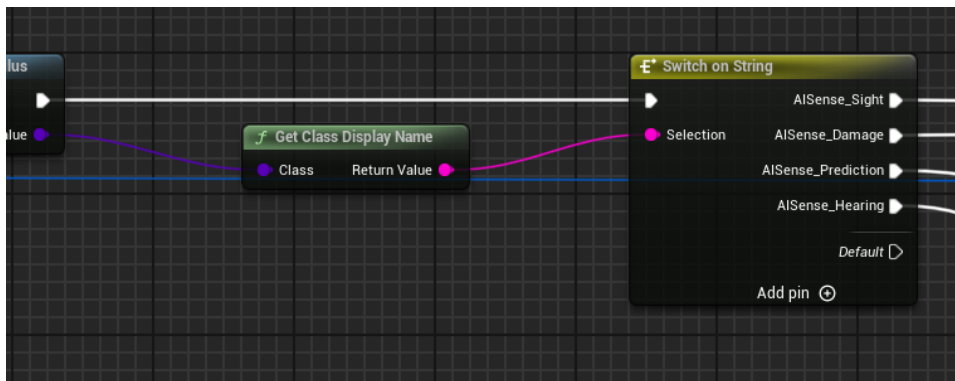 lus
alue
Get Class Display Name
Class
Return Value
Switch on String
Selection
AISense_Sight
AISense_Damage
AISense_Prediction
AISense_Hearing
Default
Add pin